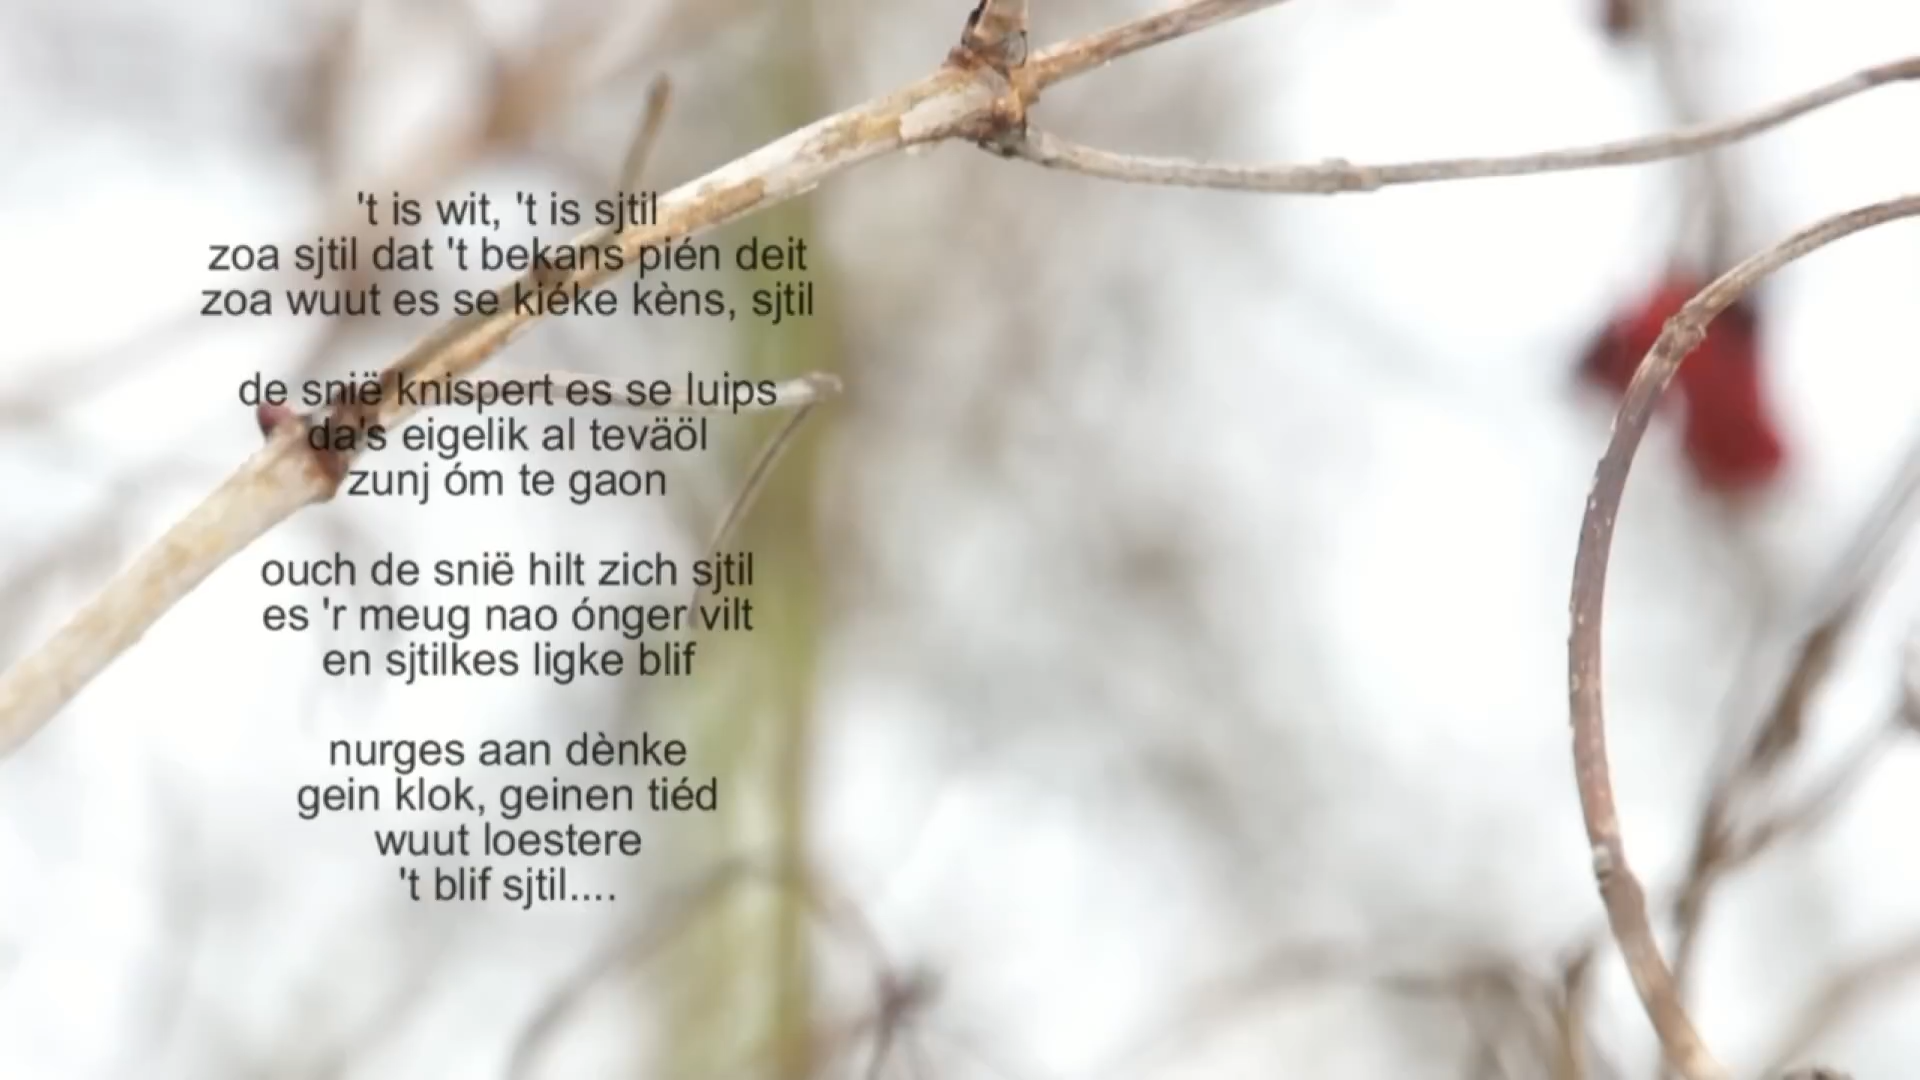 't is wit, 't is sjtil
zoa sjtil dat 't bekans pién deit
zoa wuut es se kiéke kèns, sjtil
de snië knispert es se luips
da's eigelik al teväöl
zunj óm te gaon
ouch de snië hilt zich sjtil
es 'r meug nao ónger vilt
en sjtilkes ligke blif
nurges aan dènke
gein klok, geinen tiéd
wuut loestere
't blif sjtil....